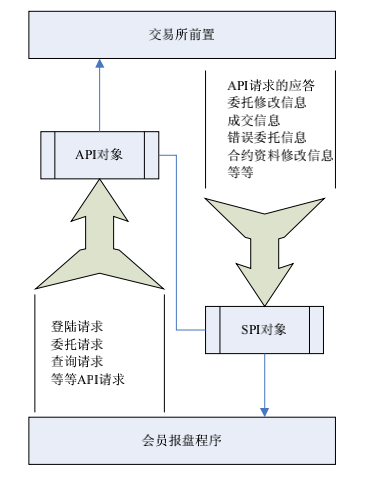 交易所前置
API请求的应答
委托修改信息
成交信息
错误委托信息
合约资料修改信息
等等
API对象
SPI对象
登陆请求
委托请求
查询请求
等等API请求
会员报盘程序